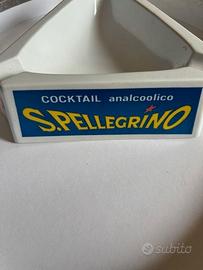 COCKTAIL analcoolico
S.PELLEGRINO
subito